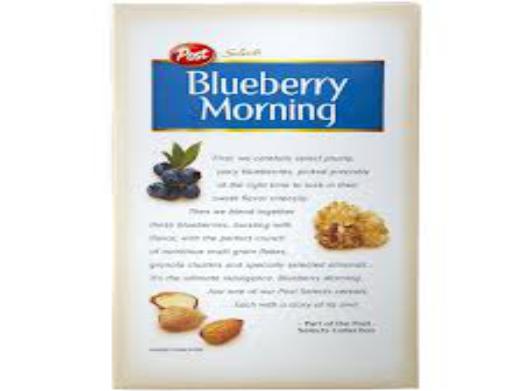 Post Selects
Blueberry
Morning
First, we carefully select plump,
juicy blueberries, picked precisely
at the right time to lock in their
sweet flavor intensity.
Then we blend together
these blueberries, bursting with
flavor, with the perfect crunch
of nutritious multi grain flakes,
granola clusters and specially selected almonds...
It's the ultimate indulgence. Blueberry Morning.
Just one of our Post Selects cereals.
Each with a story of its own.
- Part of the Post
Selects Collection